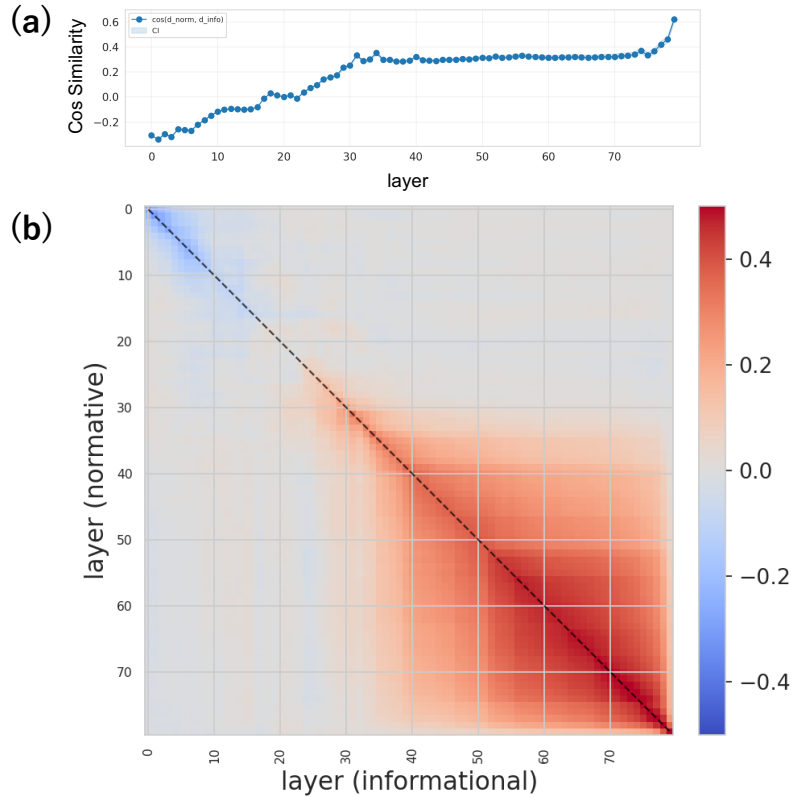 (a)
Cos Similarity
0.6
0.4
0.2
0.0
−0.2
cos(d_norm, d_info)
CI
0 10 20 30 40 50 60 70
layer
(b)
layer (normative)
0
10
20
30
40
50
60
70
0 10 20 30 40 50 60 70
layer (informational)
0.4
0.2
0.0
−0.2
−0.4